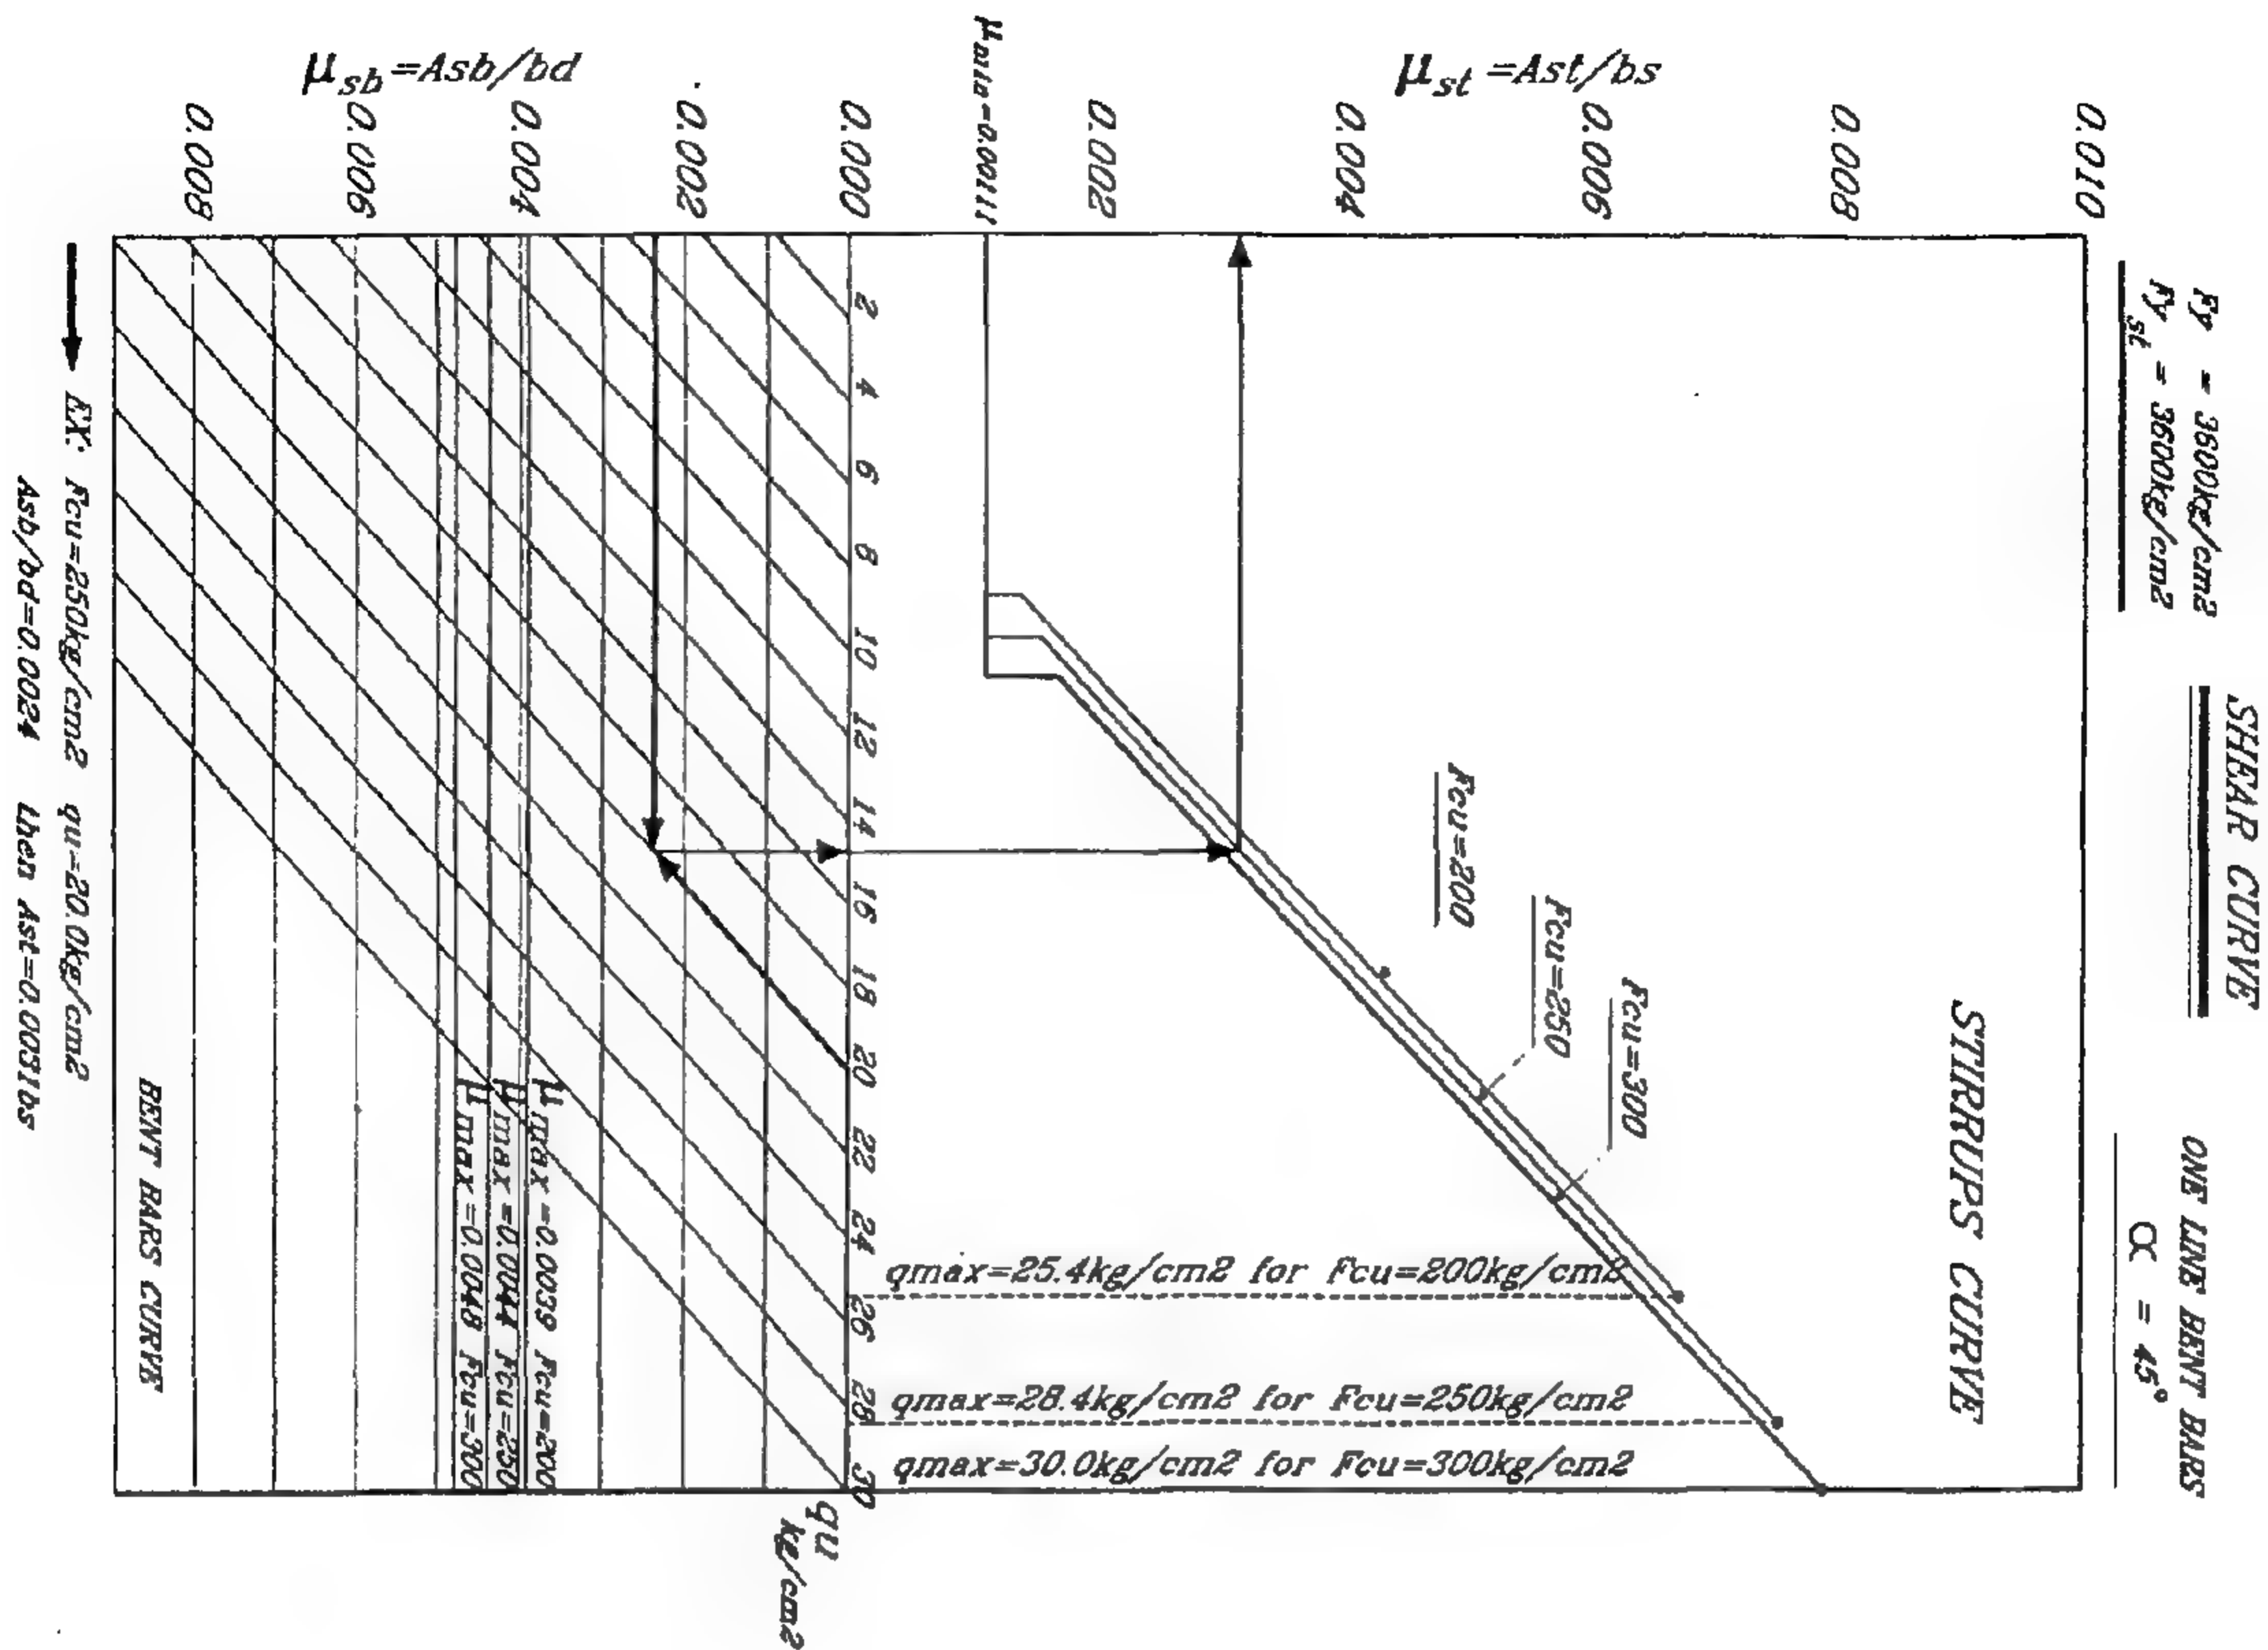 SHEAR CURVE
Fy = 3600kg/cm2
Fy st = 3600kg/cm2
ONE LINE BENT BARS
α = 45°
STIRRUPS CURVE
μst =Ast/bs
0.010
0.008
0.006
0.004
0.002
μmin=0.00111
0.000
0.002
0.004
0.006
0.008
μsb=Asb/bd
Fcu=200
Fcu=250
Fcu=300
qmax=25.4kg/cm2 for Fcu=200kg/cm2
qmax=28.4kg/cm2 for Fcu=250kg/cm2
qmax=30.0kg/cm2 for Fcu=300kg/cm2
2 4 6 8 10 12 14 16 18 20 22 24 26 28 30
qu
kg/cm2
μmax=0.0039 Fcu=200
μmax=0.0044 Fcu=250
μmax=0.0048 Fcu=300
BENT BARS CURVE
EX: Fcu=250kg/cm2 qu=20.0kg/cm2
Asb/bd=0.0024 then Ast=0.0031bs